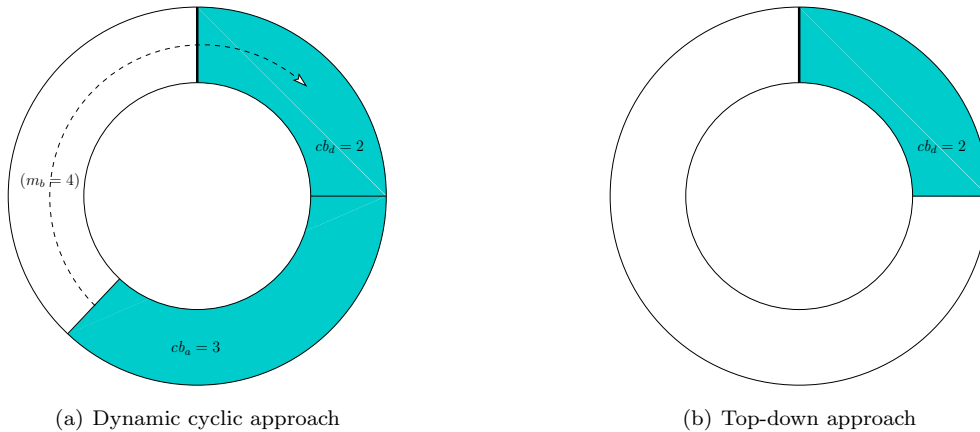 cb_d = 2
(m_b = 4)
cb_a = 3
(a) Dynamic cyclic approach
cb_d = 2
(b) Top-down approach